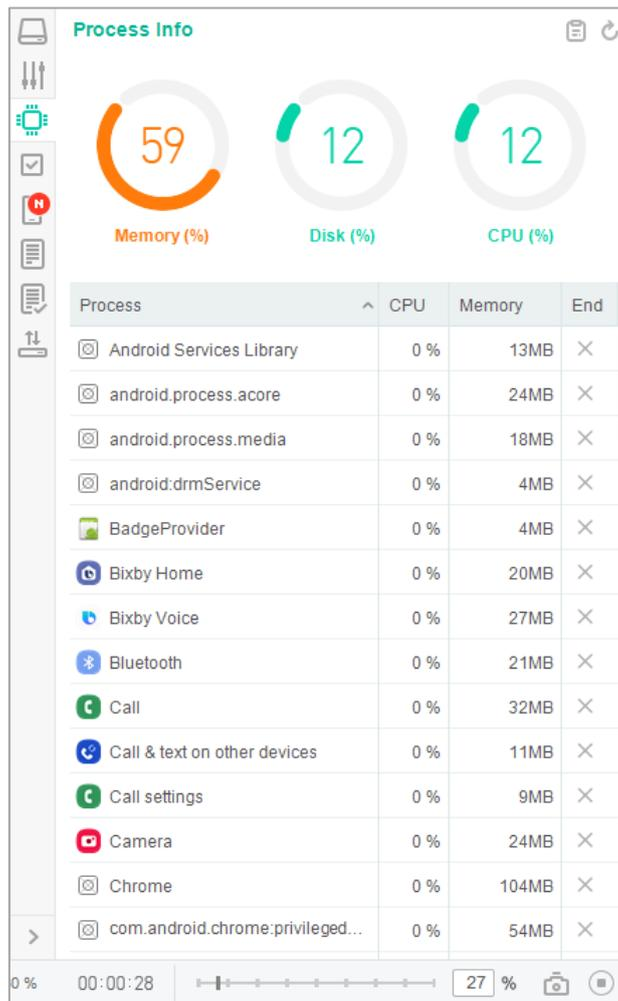 Process Info
N
59
12
12
Memory (%)
Disk (%)
CPU (%)
Process CPU Memory End
Android Services Library 0 % 13MB
android.process.acore 0 % 24MB
android.process.media 0 % 18MB
android:drmService 0 % 4MB
BadgeProvider 0 % 4MB
Bixby Home 0 % 20MB
Bixby Voice 0 % 27MB
Bluetooth 0 % 21MB
Call 0 % 32MB
Call & text on other devices 0 % 11MB
Call settings 0 % 9MB
Camera 0 % 24MB
Chrome 0 % 104MB
com.android.chrome:privileged... 0 % 54MB
0 % 00:00:28 27 %